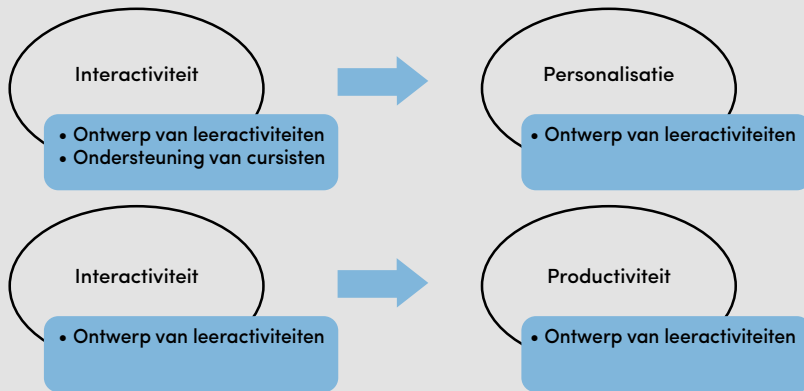 Interactiviteit
• Ontwerp van leeractiviteiten
• Ondersteuning van cursisten
Personalisatie
• Ontwerp van leeractiviteiten
Interactiviteit
• Ontwerp van leeractiviteiten
Productiviteit
• Ontwerp van leeractiviteiten